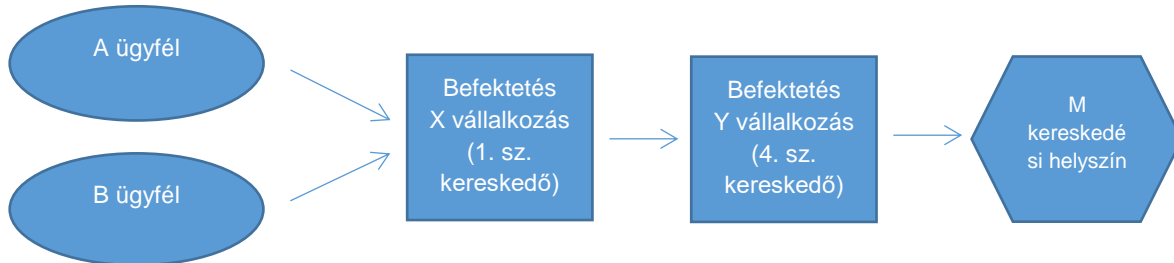 A ügyfél
B ügyfél
Befektetés
X vállalkozás
(1. sz.
kereskedő)
Befektetés
Y vállalkozás
(4. sz.
kereskedő)
M
kereskedé
si helyszín